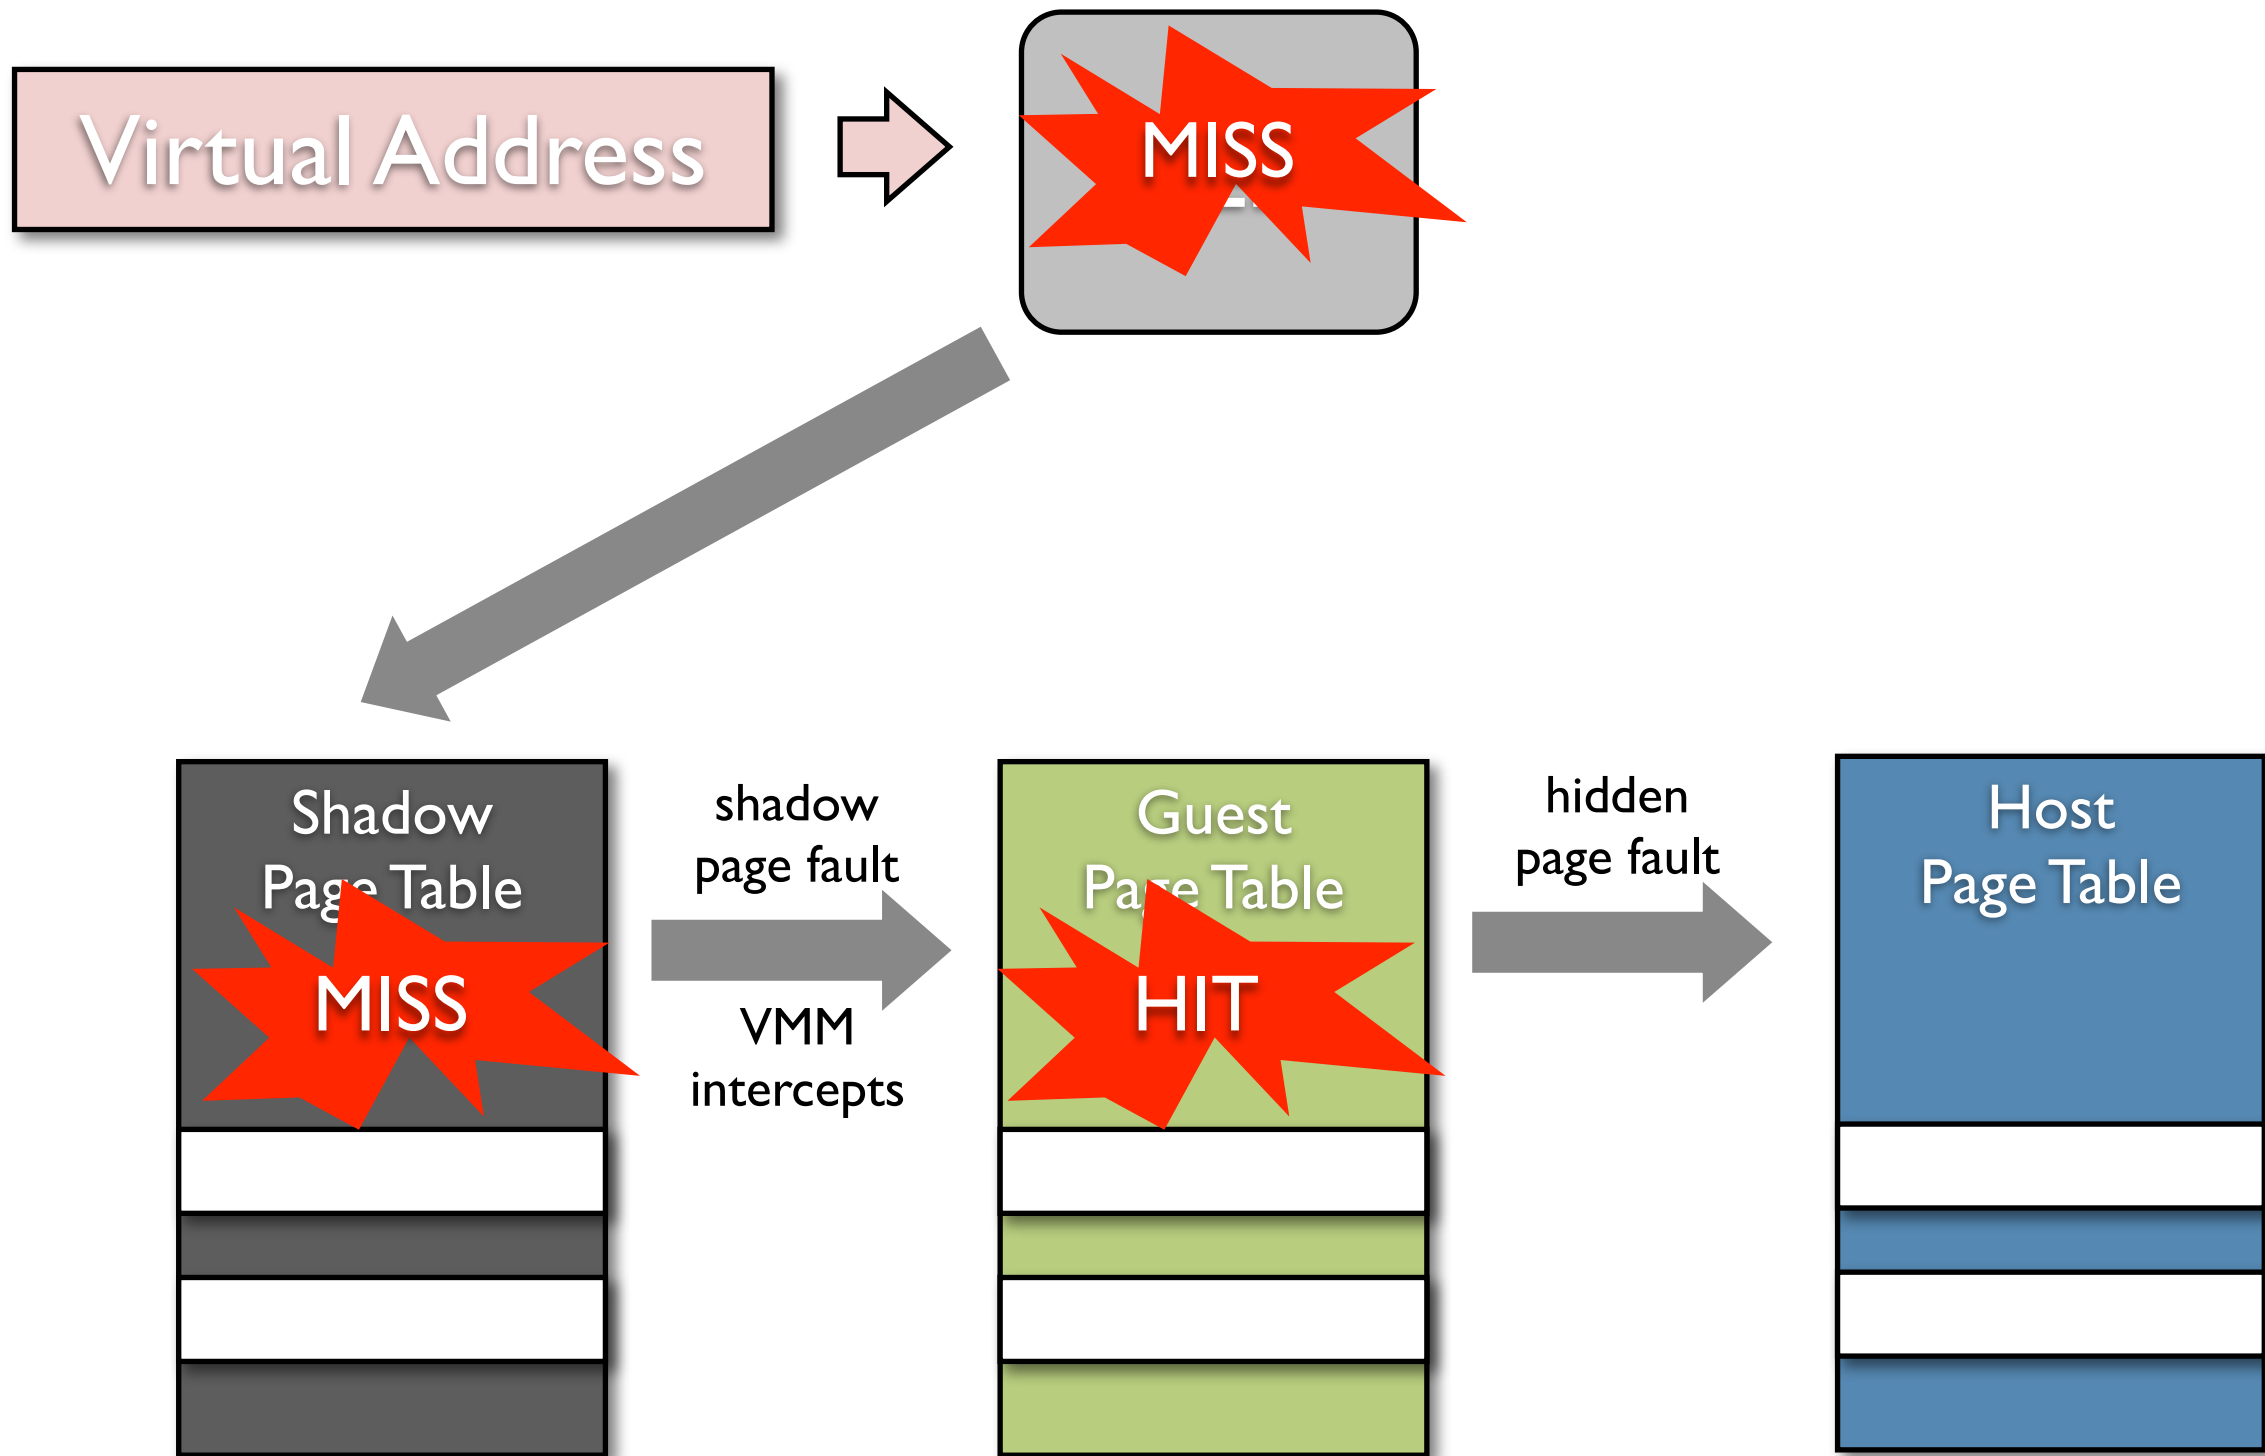 Virtual Address
MISS
Shadow
Page Table
MISS
shadow
page fault
VMM
intercepts
Guest
Page Table
HIT
hidden
page fault
Host
Page Table